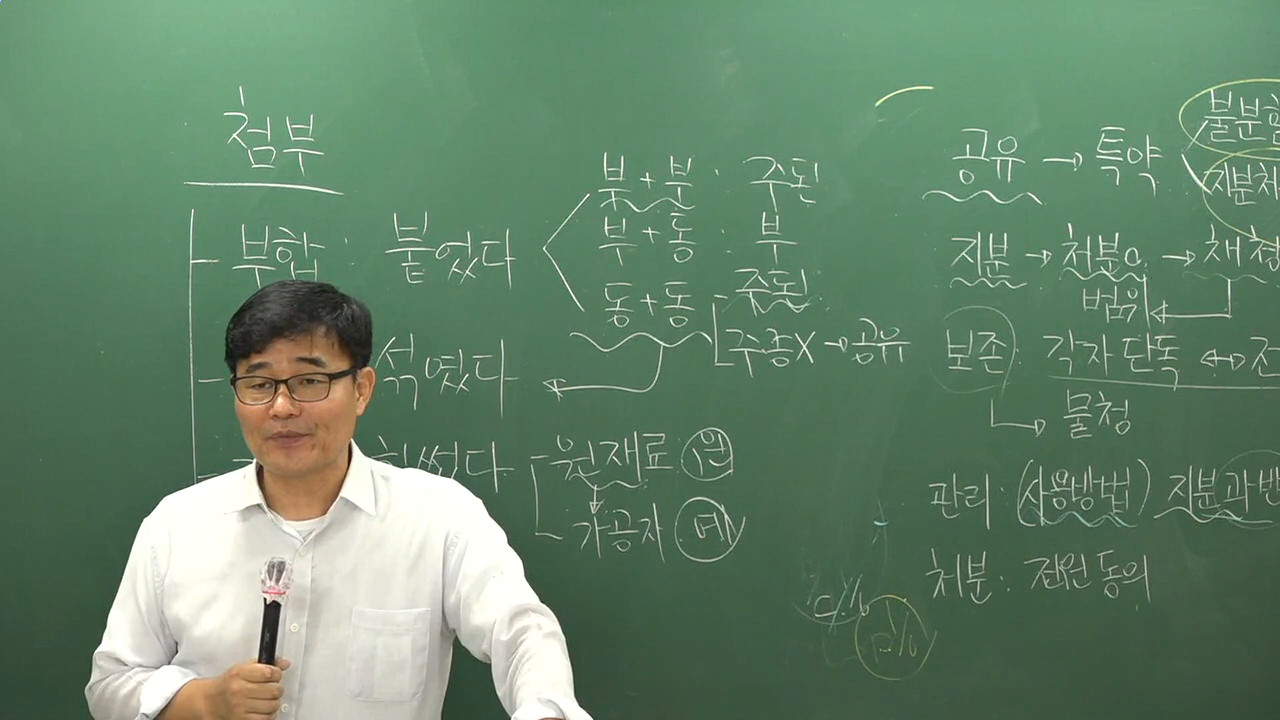 첨부
부합 : 붙었다
부+부 : 주된
부+동 : 부
동+동 - 주된
주종X → 공유
섞였다
원재료 원
가공자 예
공유 → 특약
불분할
지분처
지분 → 처분o → 채청
범위
보존 : 각자 단독 ↔ 전
물청
관리 : (사용방법) 지분과반
처분 : 전원 동의